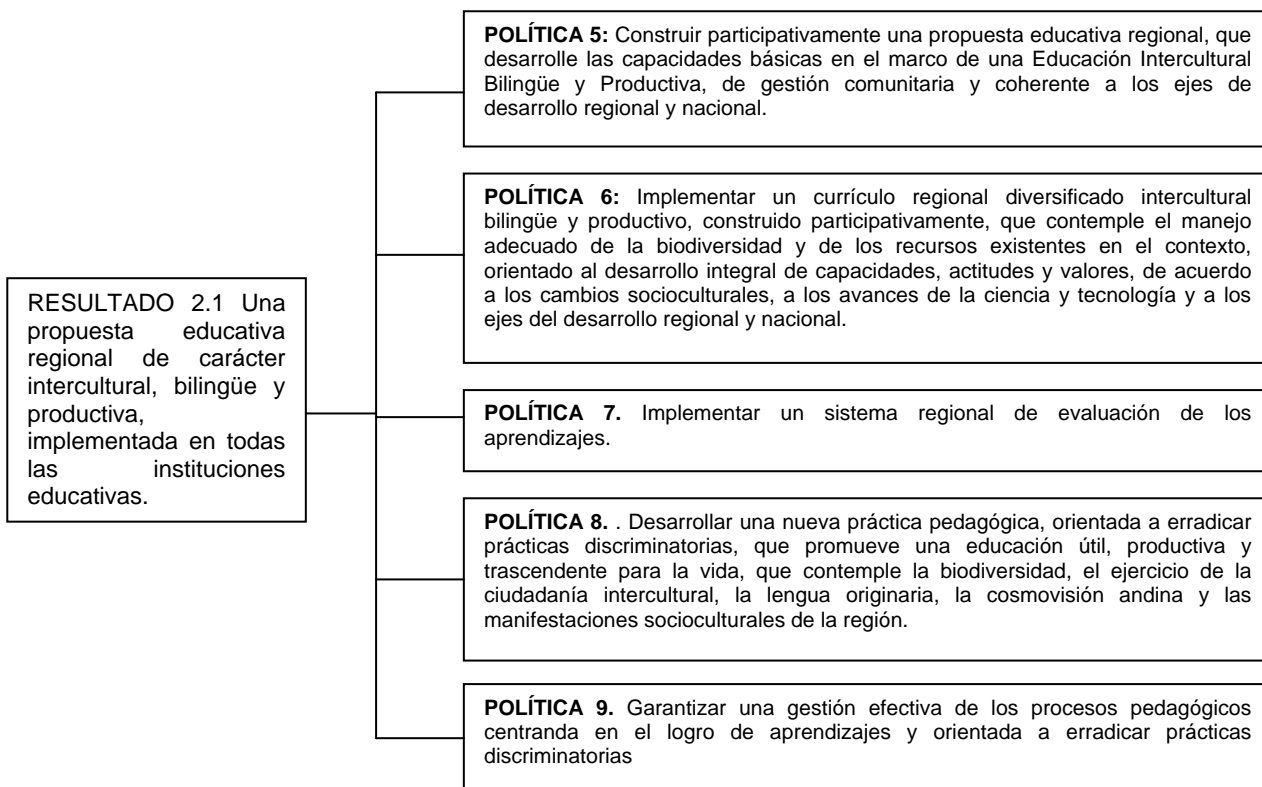 RESULTADO 2.1 Una
propuesta educativa
regional de carácter
intercultural, bilingüe y
productiva,
implementada en todas
las instituciones
educativas.
POLÍTICA 5: Construir participativamente una propuesta educativa regional, que
desarrolle las capacidades básicas en el marco de una Educación Intercultural
Bilingüe y Productiva, de gestión comunitaria y coherente a los ejes de
desarrollo regional y nacional.
POLÍTICA 6: Implementar un currículo regional diversificado intercultural
bilingüe y productivo, construido participativamente, que contemple el manejo
adecuado de la biodiversidad y de los recursos existentes en el contexto,
orientado al desarrollo integral de capacidades, actitudes y valores, de acuerdo
a los cambios socioculturales, a los avances de la ciencia y tecnología y a los
ejes del desarrollo regional y nacional.
POLÍTICA 7. Implementar un sistema regional de evaluación de los
aprendizajes.
POLÍTICA 8. . Desarrollar una nueva práctica pedagógica, orientada a erradicar
prácticas discriminatorias, que promueve una educación útil, productiva y
trascendente para la vida, que contemple la biodiversidad, el ejercicio de la
ciudadanía intercultural, la lengua originaria, la cosmovisión andina y las
manifestaciones socioculturales de la región.
POLÍTICA 9. Garantizar una gestión efectiva de los procesos pedagógicos
centranda en el logro de aprendizajes y orientada a erradicar prácticas
discriminatorias